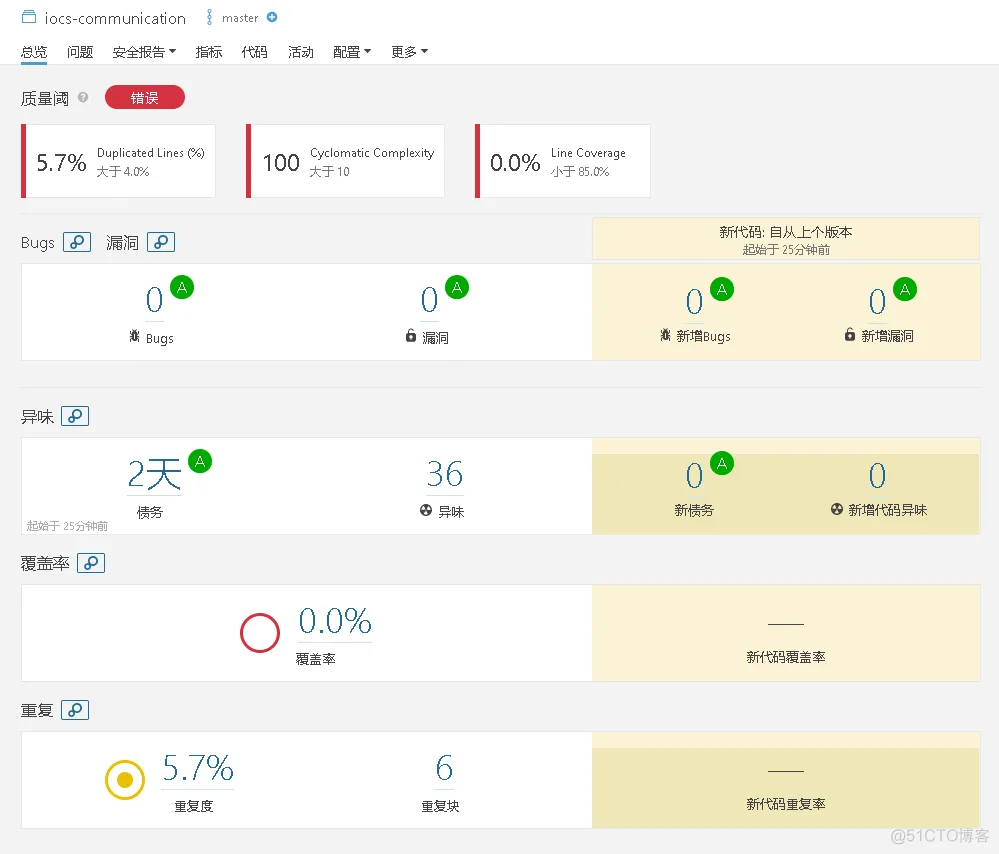 iocs-communication master
总览 问题 安全报告 指标 代码 活动 配置 更多
质量阈 ? 错误
5.7% Duplicated Lines (%) 大于 4.0%
100 Cyclomatic Complexity 大于 10
0.0% Line Coverage 小于 85.0%
Bugs 漏洞
新代码: 自从上个版本
起始于 25分钟前
0 A 0 A 0 A 0 A
Bugs 漏洞 新增Bugs 新增漏洞
异味
2天 A 36 0 A 0
债务 异味 新债务 新增代码异味
起始于 25分钟前
覆盖率
0.0%
覆盖率 新代码覆盖率
重复
5.7% 6
重复度 重复块 新代码重复率
@51CTO博客